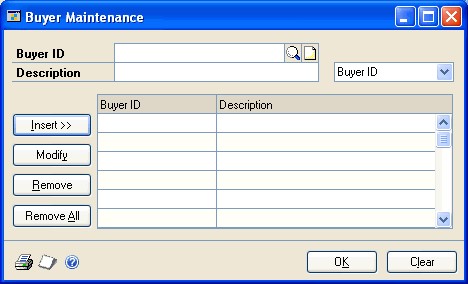 Buyer Maintenance
Buyer ID
Description
Buyer ID
Buyer ID Description
Insert >>
Modify
Remove
Remove All
OK Clear